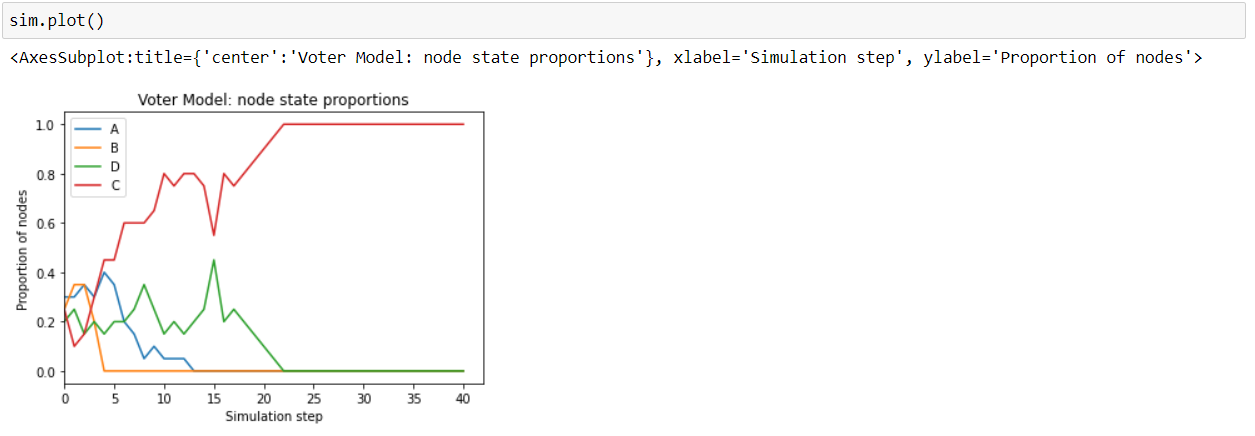 sim.plot()
<AxesSubplot:title={'center':'Voter Model: node state proportions'}, xlabel='Simulation step', ylabel='Proportion of nodes'>
Voter Model: node state proportions
A
B
D
C
Proportion of nodes
1.0
0.8
0.6
0.4
0.2
0.0
0 5 10 15 20 25 30 35 40
Simulation step